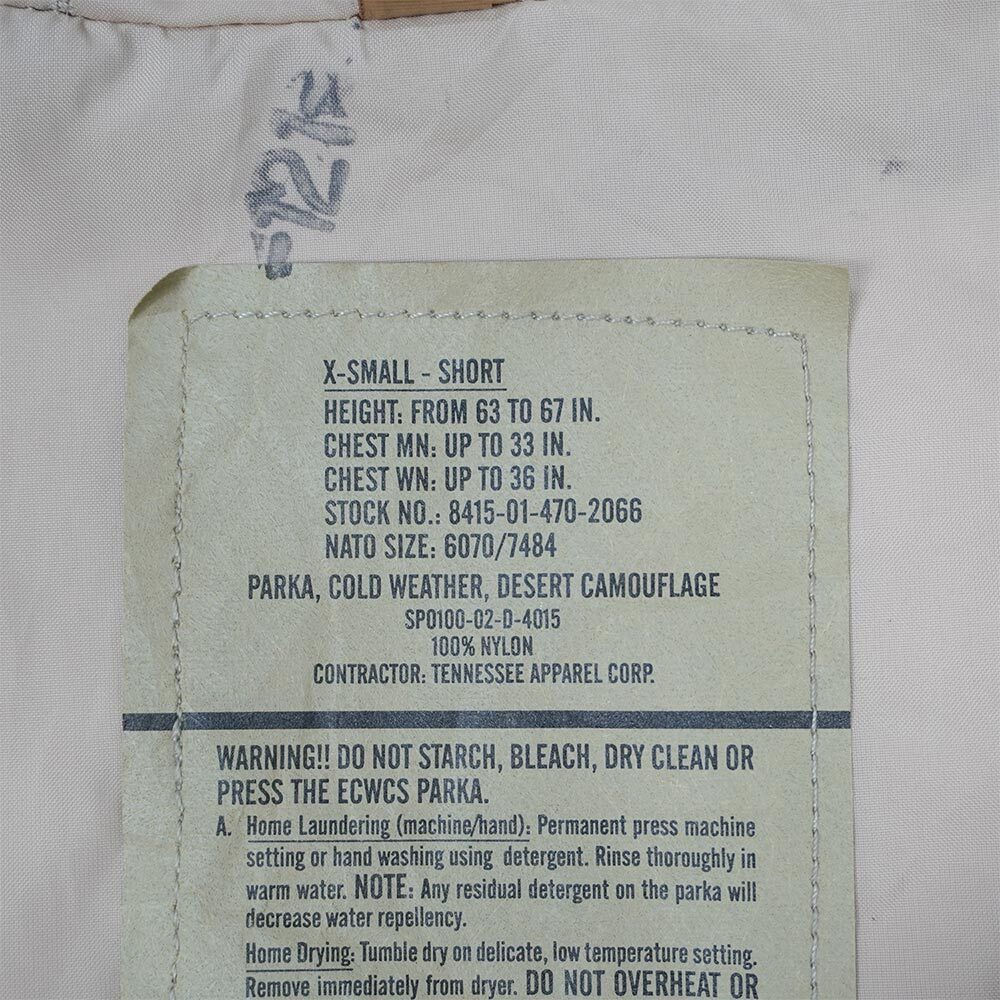 X-SMALL - SHORT
HEIGHT: FROM 63 TO 67 IN.
CHEST MN: UP TO 33 IN.
CHEST WN: UP TO 36 IN.
STOCK NO.: 8415-01-470-2066
NATO SIZE: 6070/7484
PARKA, COLD WEATHER, DESERT CAMOUFLAGE
SP0100-02-D-4015
100% NYLON
CONTRACTOR: TENNESSEE APPAREL CORP.
WARNING!! DO NOT STARCH, BLEACH, DRY CLEAN OR
PRESS THE ECWCS PARKA.
A. Home Laundering (machine/hand): Permanent press machine
setting or hand washing using detergent. Rinse thoroughly in
warm water. NOTE: Any residual detergent on the parka will
decrease water repellency.
Home Drying: Tumble dry on delicate, low temperature setting.
Remove immediately from dryer. DO NOT OVERHEAT OR